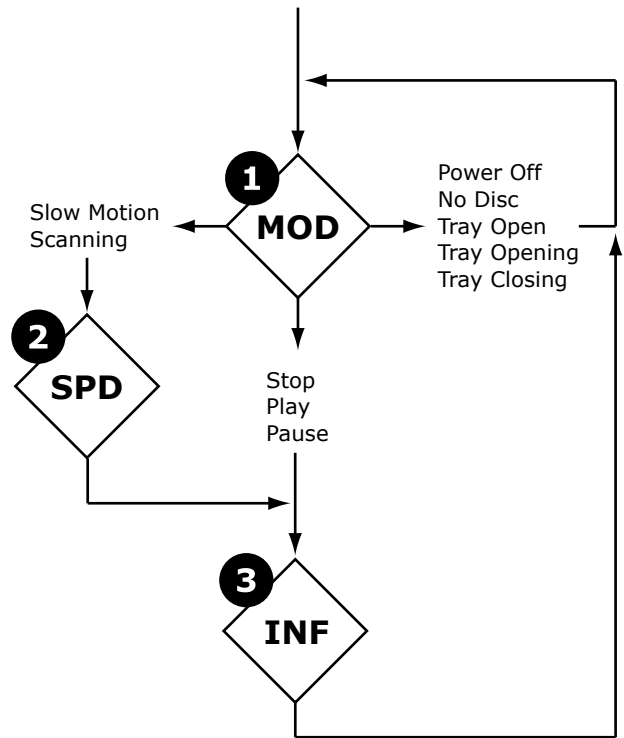 1
MOD
Power Off
No Disc
Tray Open
Tray Opening
Tray Closing
Slow Motion
Scanning
2
SPD
Stop
Play
Pause
3
INF